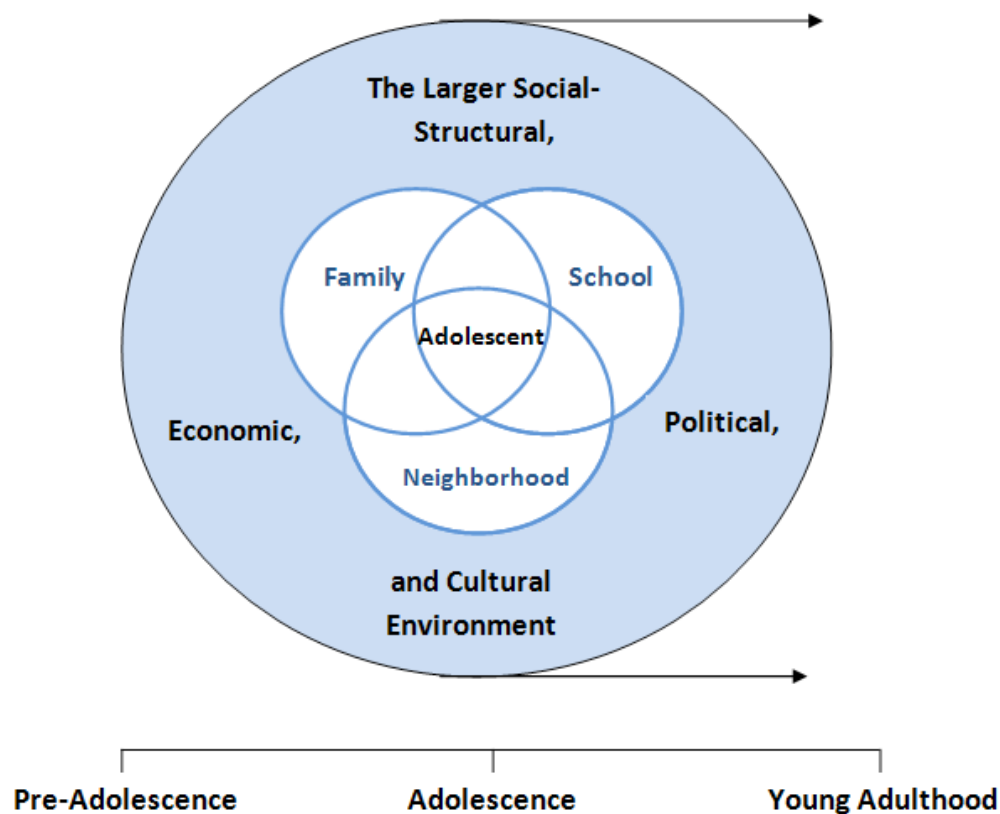 The Larger Social-
Structural,
Family
School
Adolescent
Economic,
Political,
Neighborhood
and Cultural
Environment
Pre-Adolescence
Adolescence
Young Adulthood